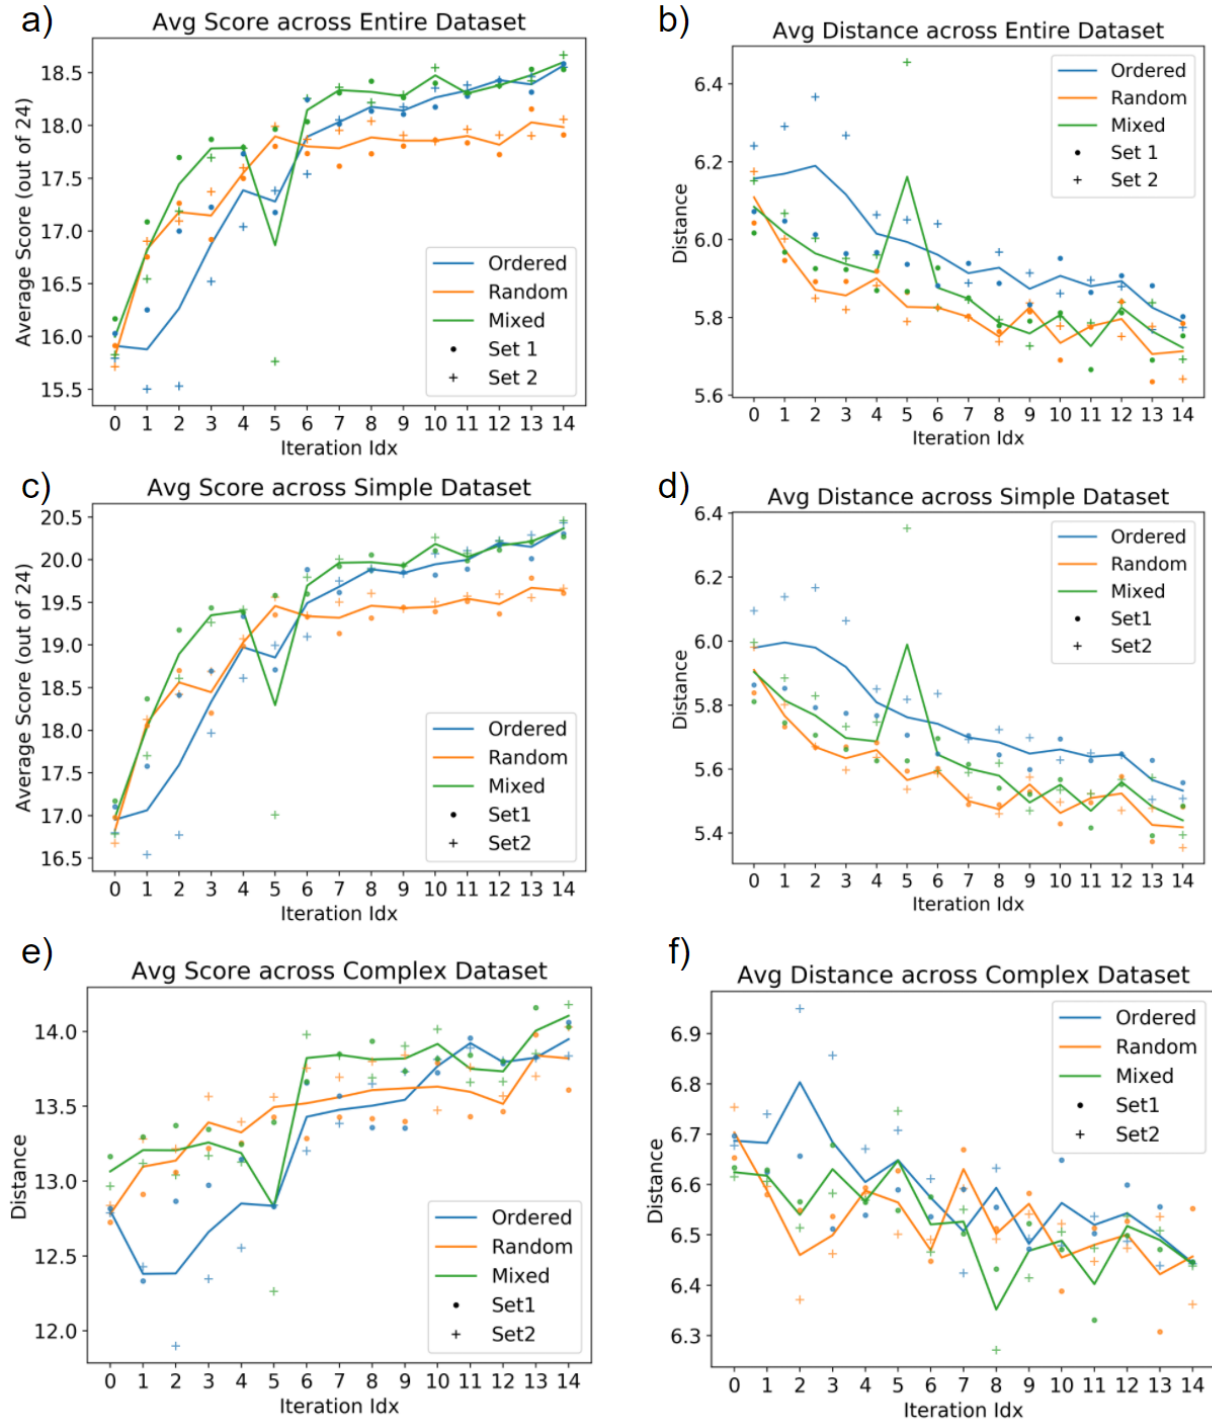 a)
Avg Score across Entire Dataset
Average Score (out of 24)
18.5
18.0
17.5
17.0
16.5
16.0
15.5
Ordered
Random
Mixed
Set 1
Set 2
0 1 2 3 4 5 6 7 8 9 10 11 12 13 14
Iteration Idx
b)
Avg Distance across Entire Dataset
Distance
6.4
6.2
6.0
5.8
5.6
Ordered
Random
Mixed
Set 1
Set 2
0 1 2 3 4 5 6 7 8 9 10 11 12 13 14
Iteration Idx
c)
Avg Score across Simple Dataset
Average Score (out of 24)
20.5
20.0
19.5
19.0
18.5
18.0
17.5
17.0
16.5
Ordered
Random
Mixed
Set1
Set2
0 1 2 3 4 5 6 7 8 9 10 11 12 13 14
Iteration Idx
d)
Avg Distance across Simple Dataset
Distance
6.4
6.2
6.0
5.8
5.6
5.4
Ordered
Random
Mixed
Set1
Set2
0 1 2 3 4 5 6 7 8 9 10 11 12 13 14
Iteration Idx
e)
Avg Score across Complex Dataset
Distance
14.0
13.5
13.0
12.5
12.0
Ordered
Random
Mixed
Set1
Set2
0 1 2 3 4 5 6 7 8 9 10 11 12 13 14
Iteration Idx
f)
Avg Distance across Complex Dataset
Distance
6.9
6.8
6.7
6.6
6.5
6.4
6.3
Ordered
Random
Mixed
Set1
Set2
0 1 2 3 4 5 6 7 8 9 10 11 12 13 14
Iteration Idx